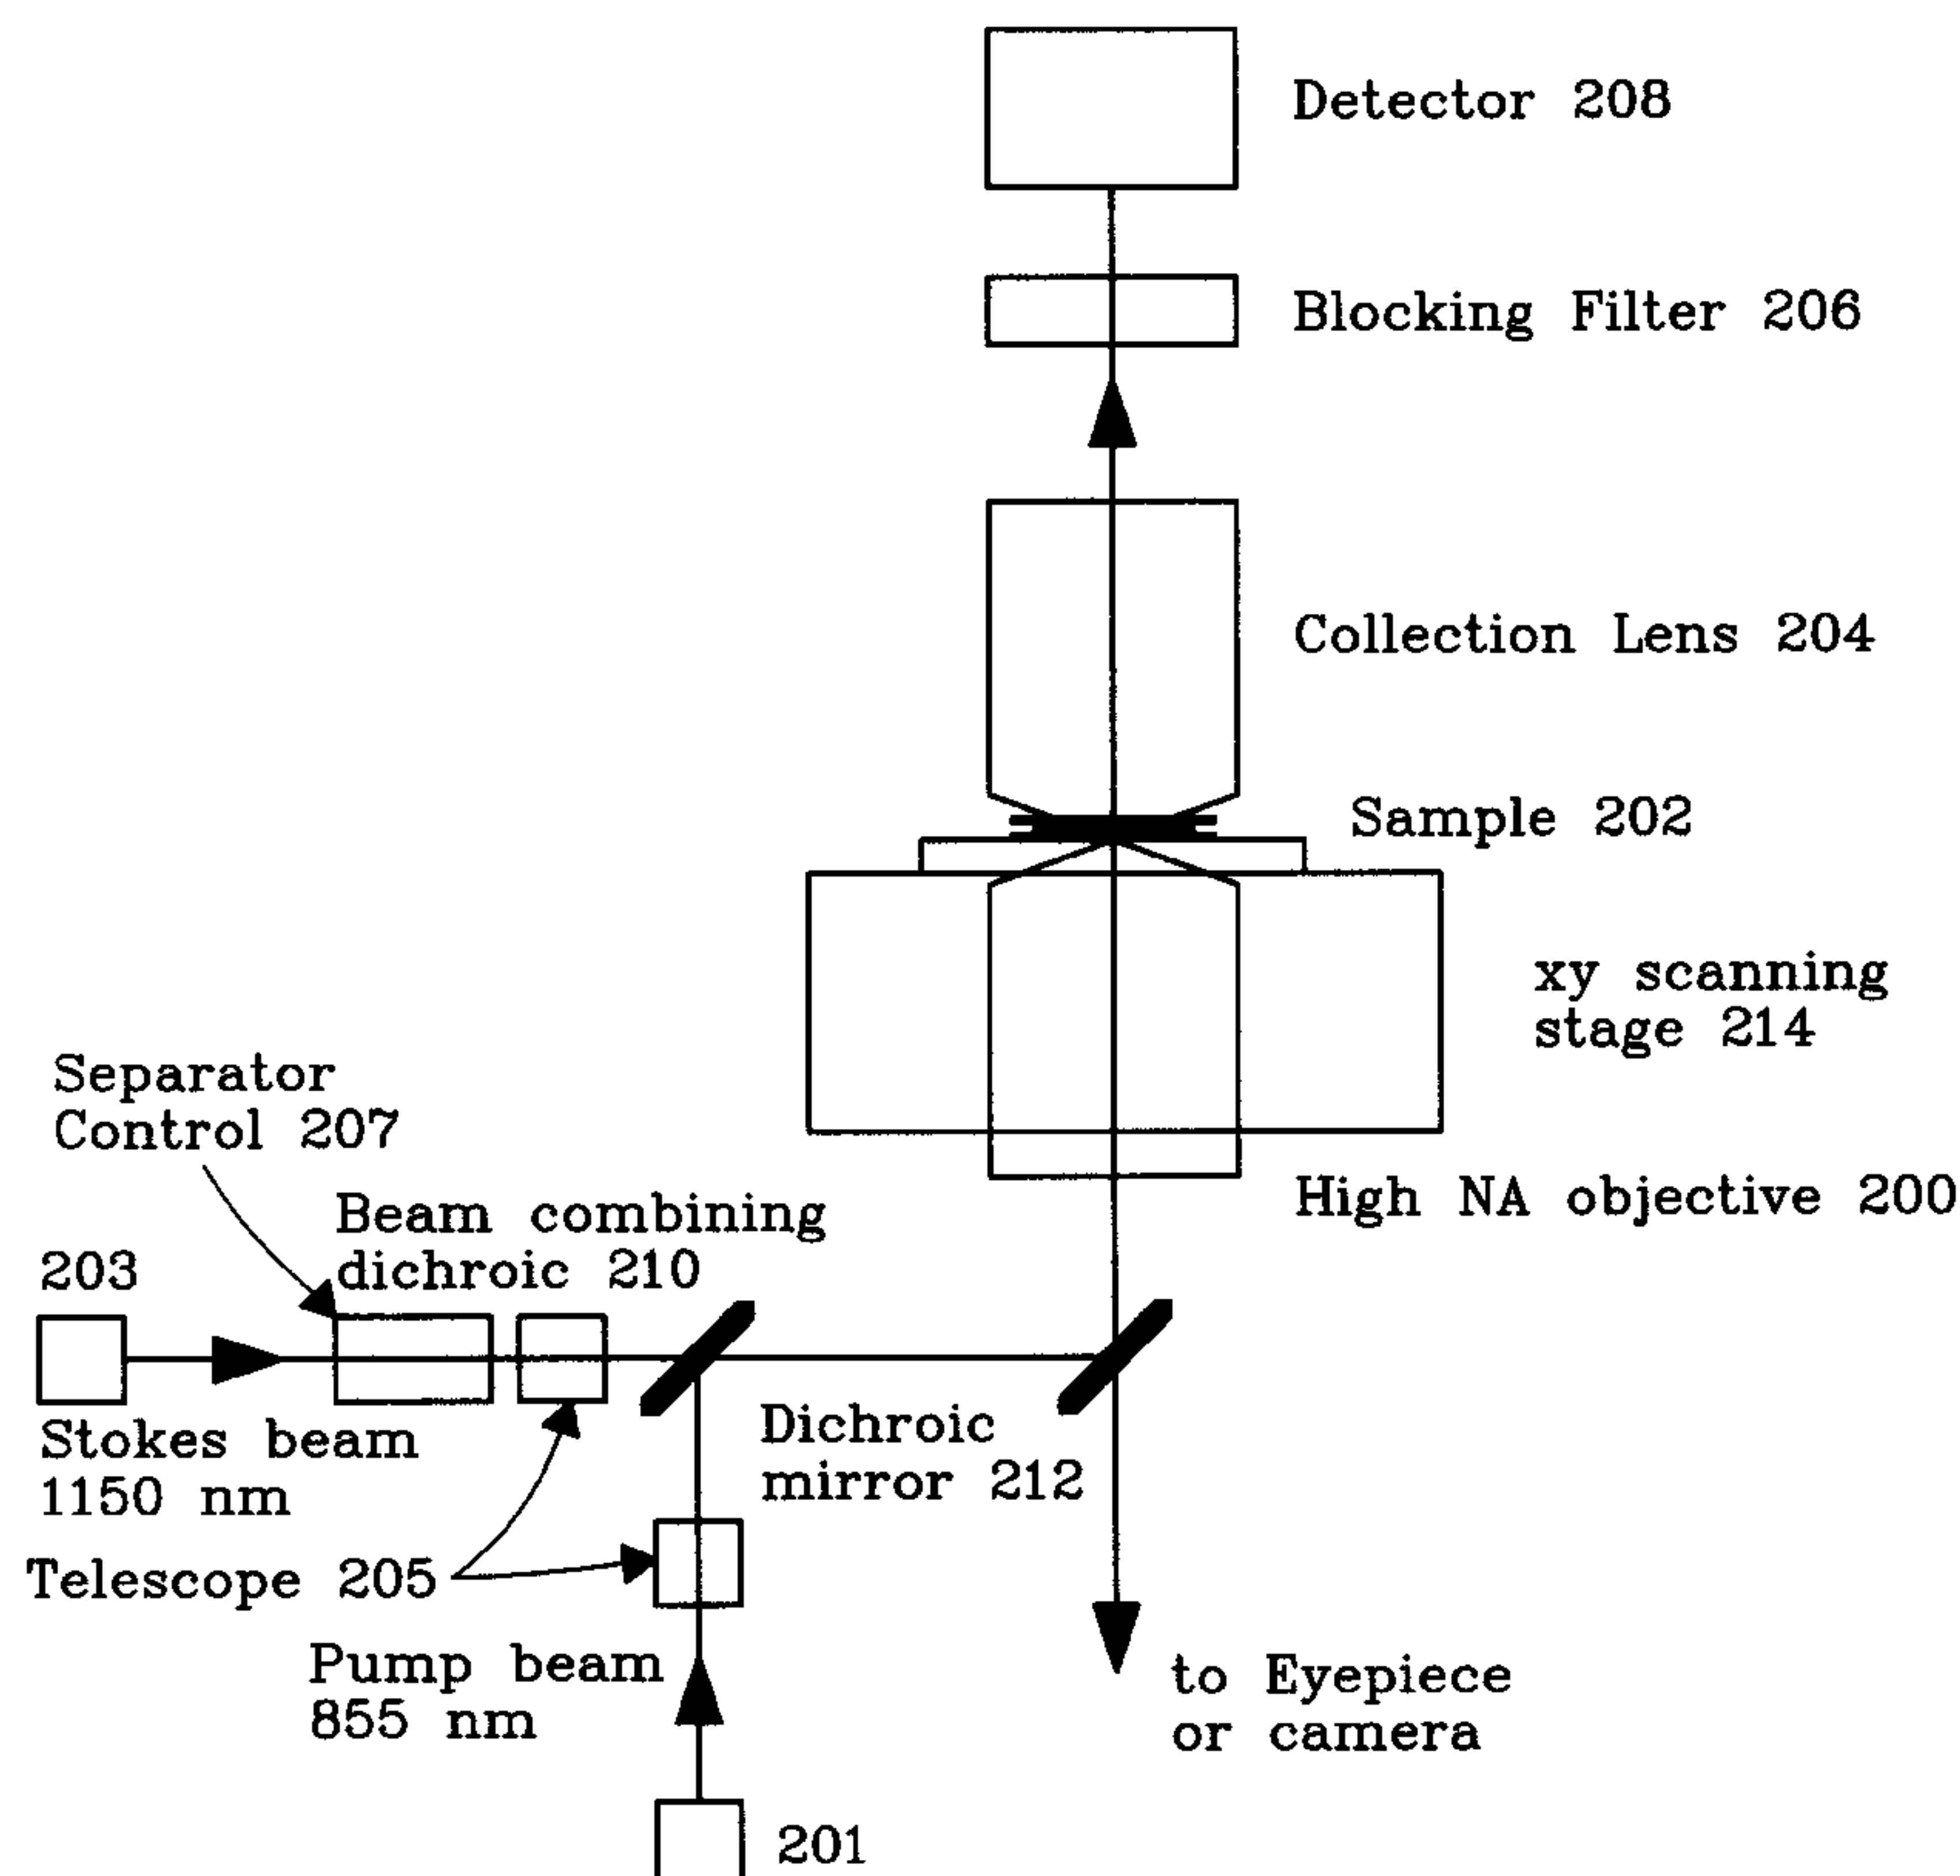 Detector 208
Blocking Filter 206
Collection Lens 204
Sample 202
xy scanning
stage 214
Separator
Control 207
High NA objective 200
Beam combining
dichroic 210
203
Stokes beam
1150 nm
Dichroic
mirror 212
Telescope 205
Pump beam
855 nm
to Eyepiece
or camera
201